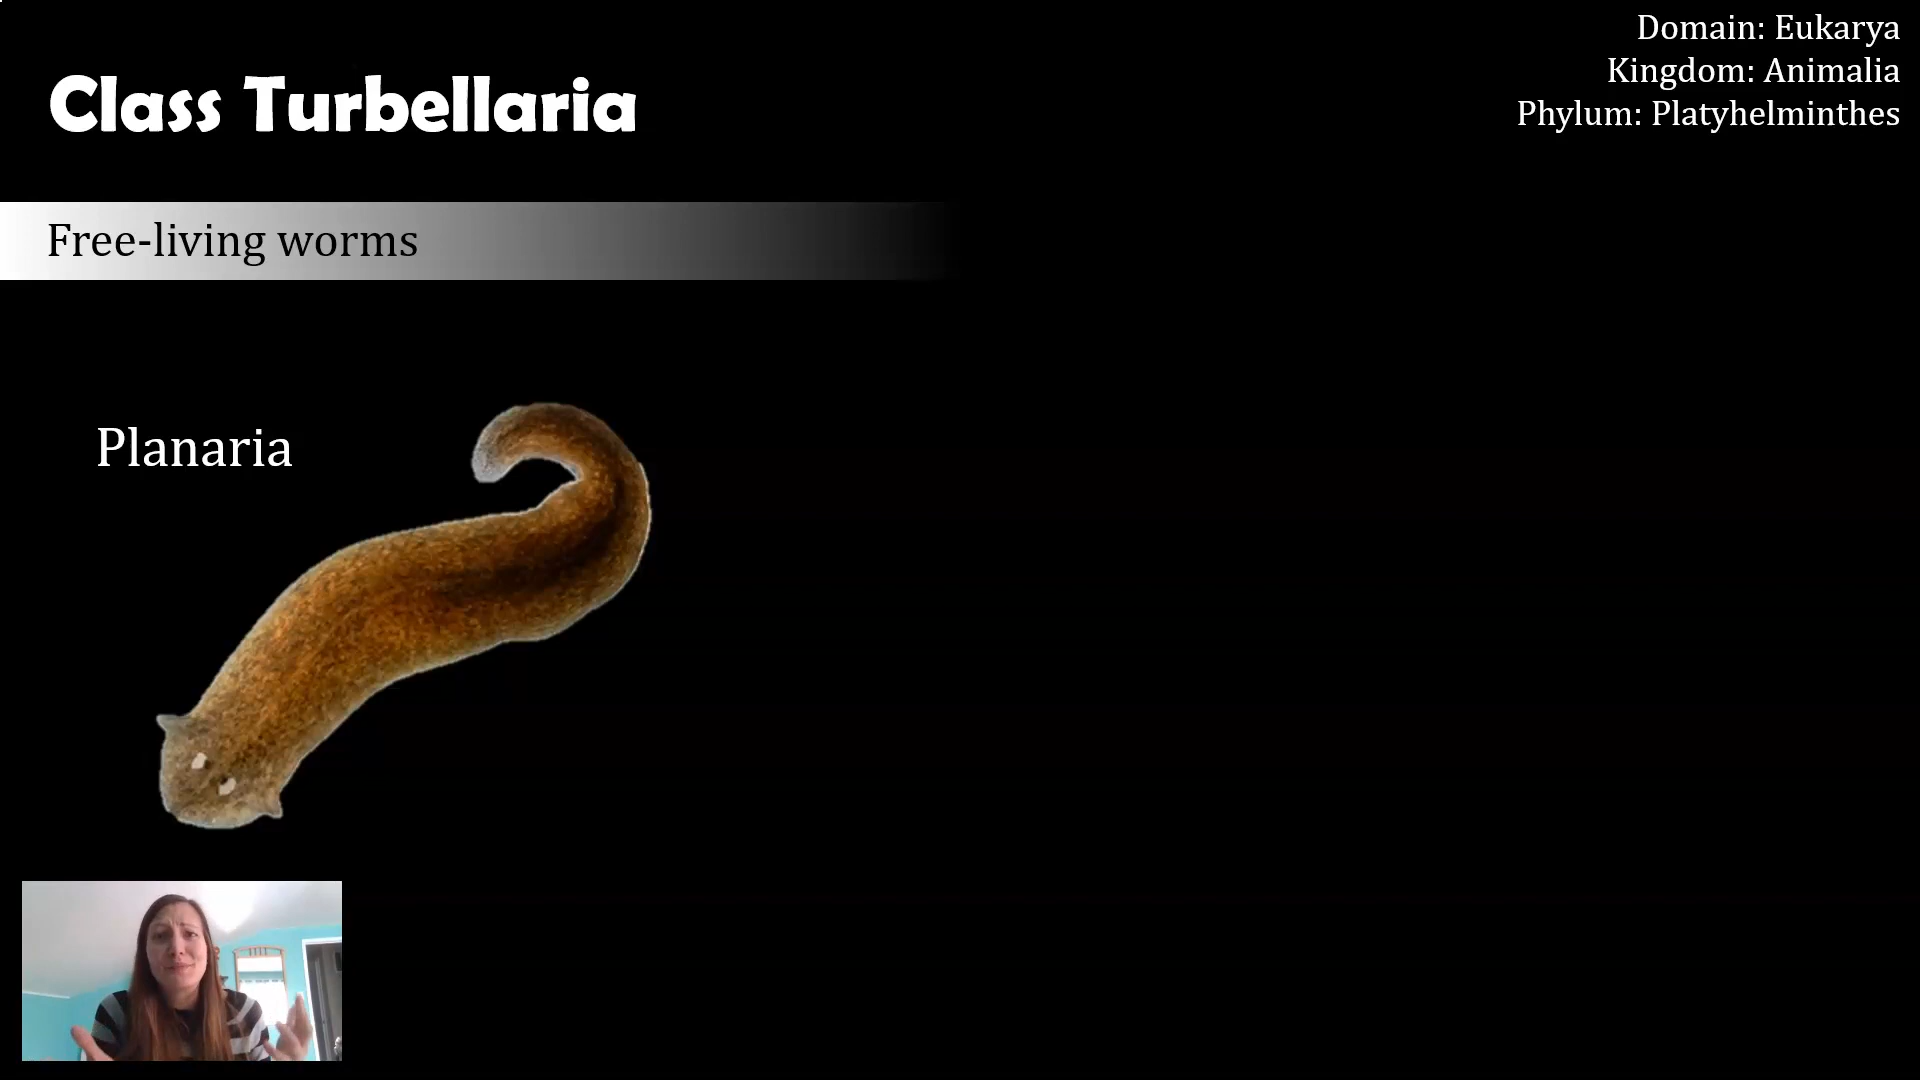 Domain: Eukarya
Kingdom: Animalia
Phylum: Platyhelminthes
Class Turbellaria
Free-living worms
Planaria